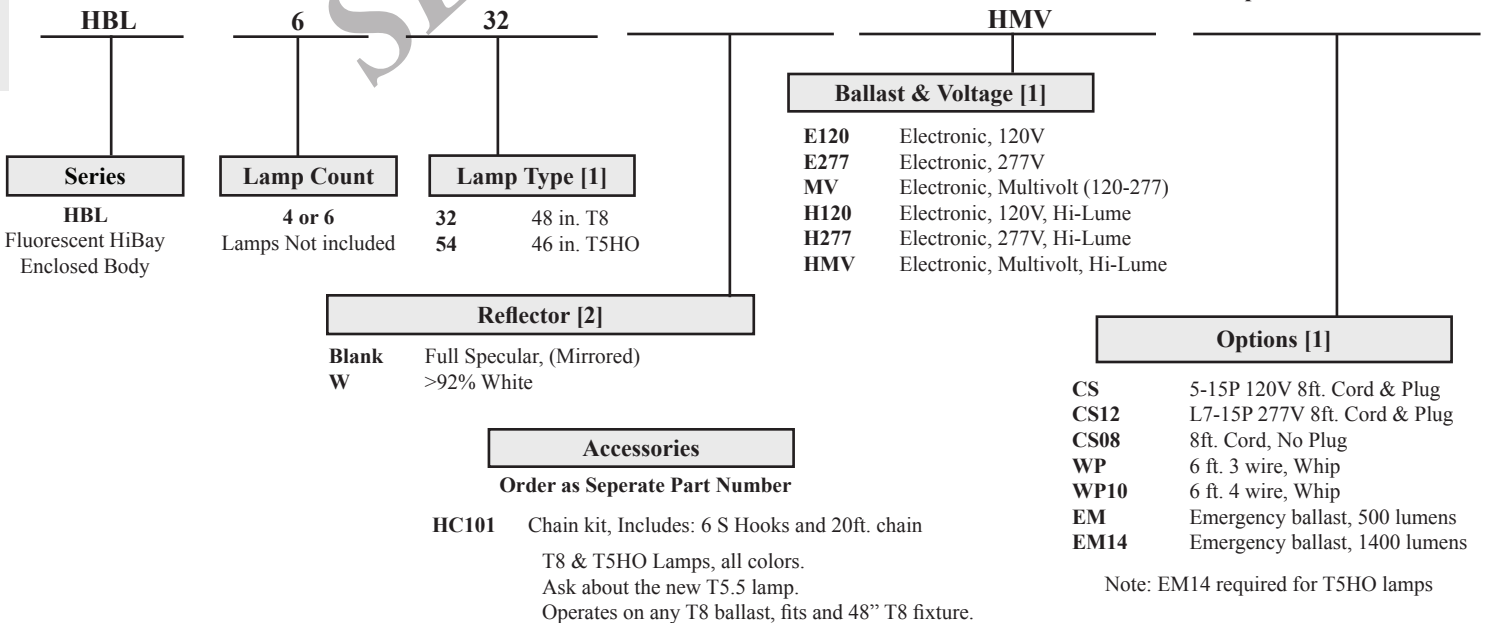 HBL 6 32 HMV
Ballast & Voltage [1]
E120 Electronic, 120V
E277 Electronic, 277V
MV Electronic, Multivolt (120-277)
H120 Electronic, 120V, Hi-Lume
H277 Electronic, 277V, Hi-Lume
HMV Electronic, Multivolt, Hi-Lume
Series
HBL
Fluorescent HiBay
Enclosed Body
Lamp Count
4 or 6
Lamps Not included
Lamp Type [1]
32 48 in. T8
54 46 in. T5HO
Reflector [2]
Blank Full Specular, (Mirrored)
W >92% White
Options [1]
CS 5-15P 120V 8ft. Cord & Plug
CS12 L7-15P 277V 8ft. Cord & Plug
CS08 8ft. Cord, No Plug
WP 6 ft. 3 wire, Whip
WP10 6 ft. 4 wire, Whip
EM Emergency ballast, 500 lumens
EM14 Emergency ballast, 1400 lumens
Note: EM14 required for T5HO lamps
Accessories
Order as Seperate Part Number
HC101 Chain kit, Includes: 6 S Hooks and 20ft. chain
T8 & T5HO Lamps, all colors.
Ask about the new T5.5 lamp.
Operates on any T8 ballast, fits and 48” T8 fixture.